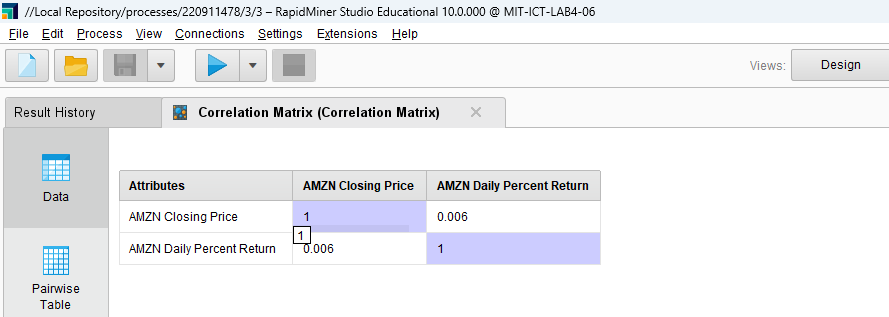 //Local Repository/processes/220911478/3/3 – RapidMiner Studio Educational 10.0.000 @ MIT-ICT-LAB4-06
File Edit Process View Connections Settings Extensions Help
Views: Design
Result History Correlation Matrix (Correlation Matrix)
Data
Pairwise
Table
Attributes AMZN Closing Price AMZN Daily Percent Return
AMZN Closing Price 1 0.006
1
AMZN Daily Percent Return 0.006 1